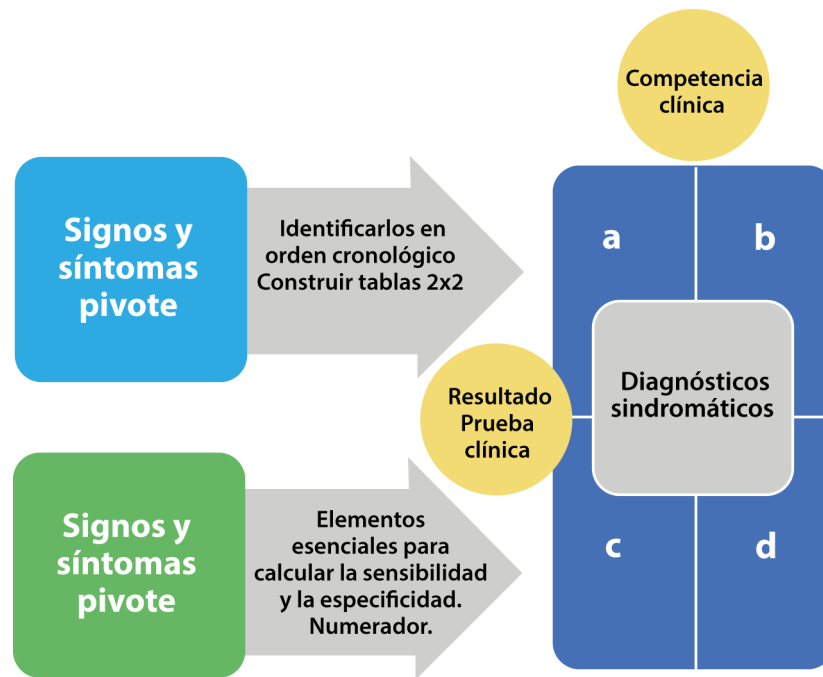 Competencia
clínica
Signos y
síntomas
pivote
Identificarlos en
orden cronológico
Construir tablas 2x2
a
b
Resultado
Prueba
clínica
Diagnósticos
sindromáticos
Signos y
síntomas
pivote
Elementos
esenciales para
calcular la sensibilidad
y la especificidad.
Numerador.
c
d